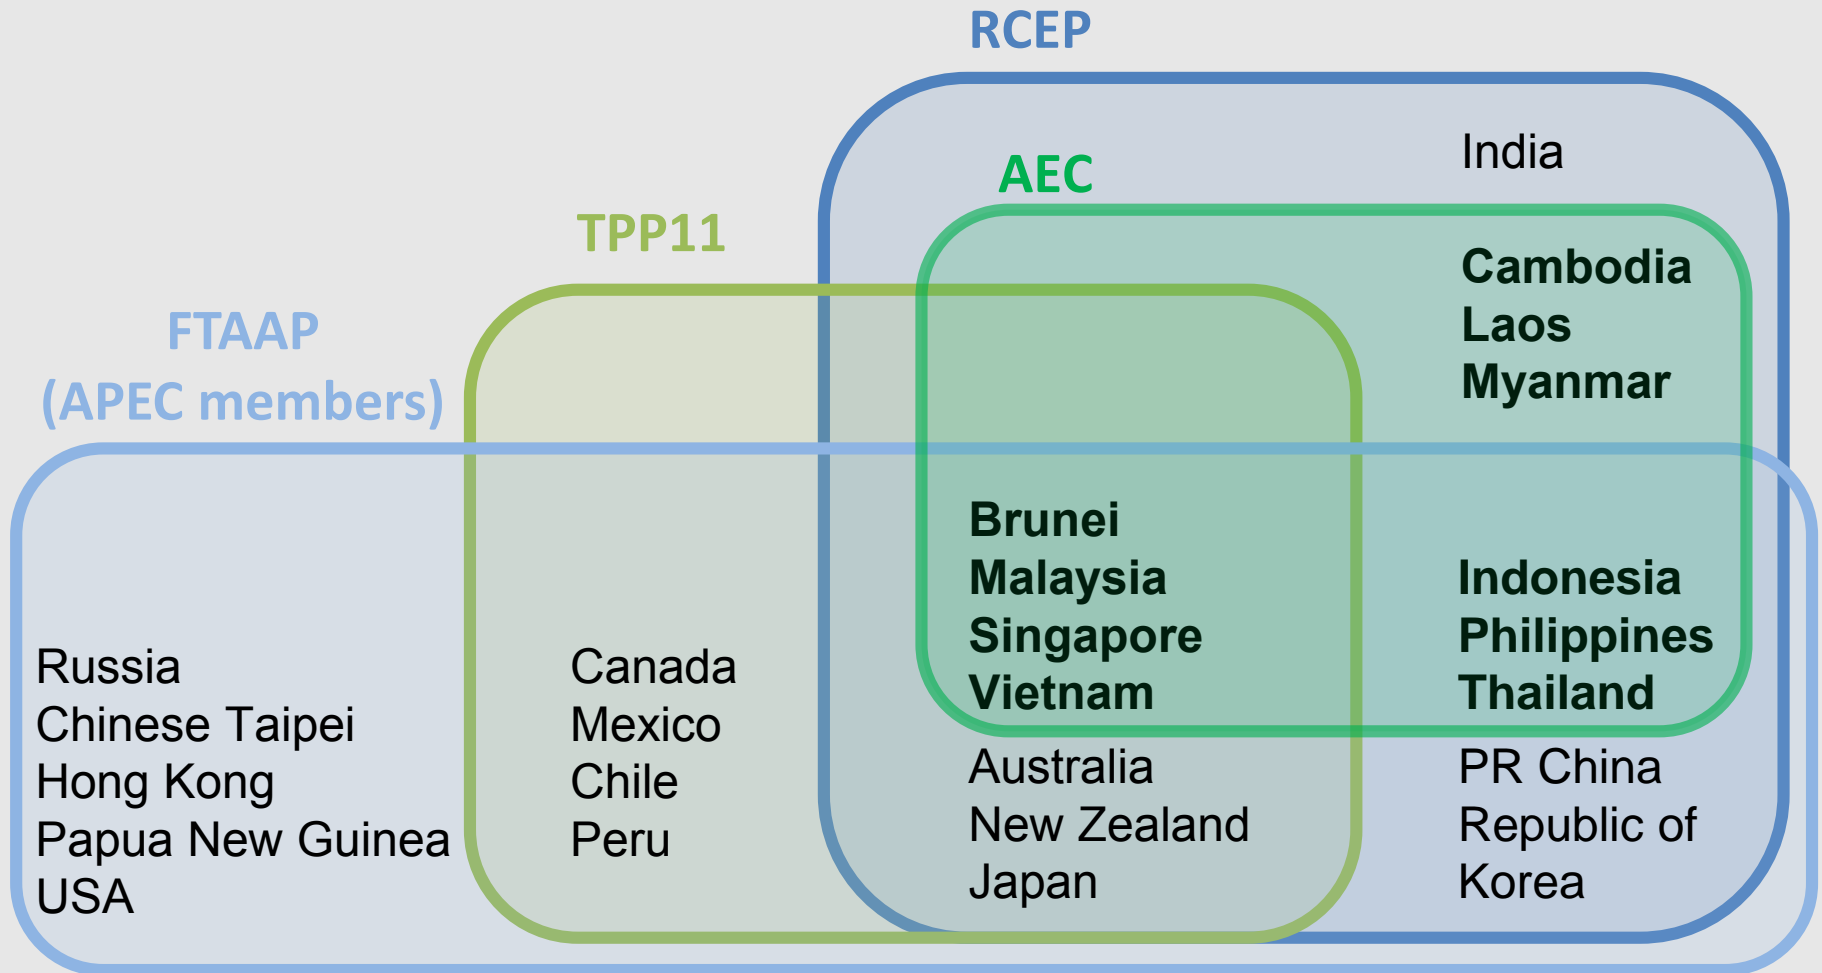 RCEP
India
AEC
TPP11
Cambodia
Laos
Myanmar
FTAAP
(APEC members)
Russia
Chinese Taipei
Hong Kong
Papua New Guinea
USA
Canada
Mexico
Chile
Peru
Brunei
Malaysia
Singapore
Vietnam
Australia
New Zealand
Japan
Indonesia
Philippines
Thailand
PR China
Republic of
Korea